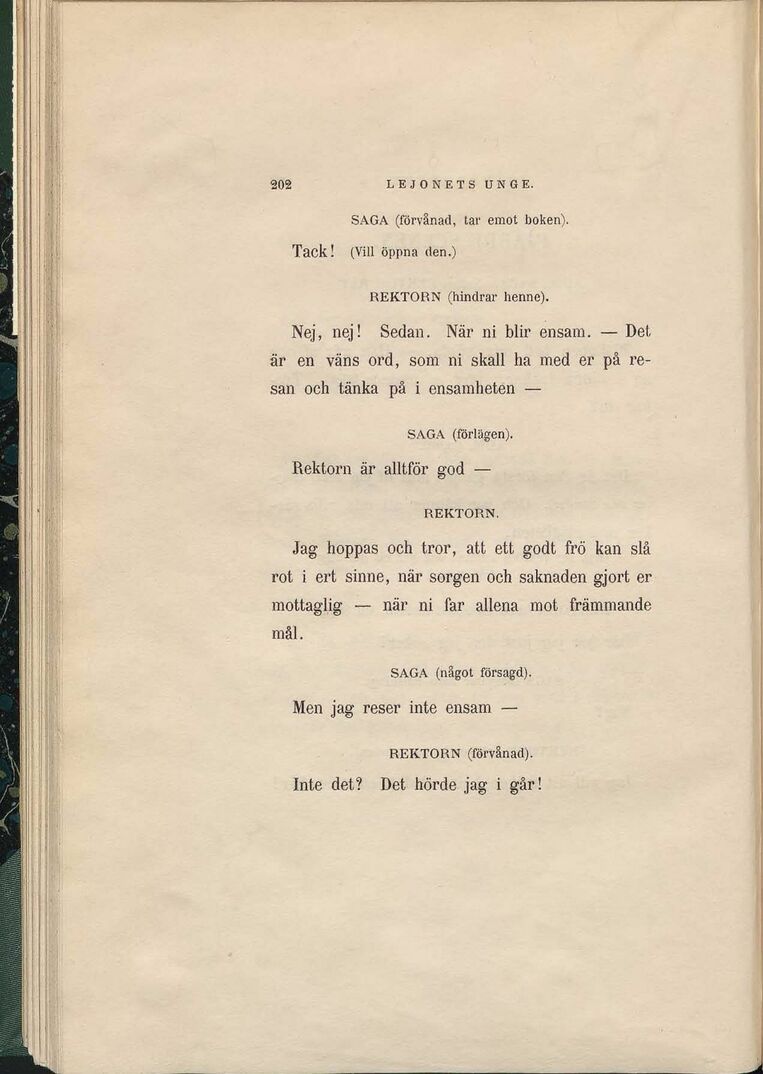 202 LEJONETS UNGE.
SAGA (förvånad, tar emot boken).
Tack! (Vill öppna den.)
REKTORN (hindrar henne).
Nej, nej! Sedan. När ni blir ensam. — Det
är en väns ord, som ni skall ha med er på re-
san och tänka på i ensamheten —
SAGA (förlägen).
Rektorn är alltför god —
REKTORN.
Jag hoppas och tror, att ett godt frö kan slå
rot i ert sinne, när sorgen och saknaden gjort er
mottaglig — när ni far allena mot främmande
mål.
SAGA (något försagd).
Men jag reser inte ensam —
REKTORN (förvånad).
Inte det? Det hörde jag i går!